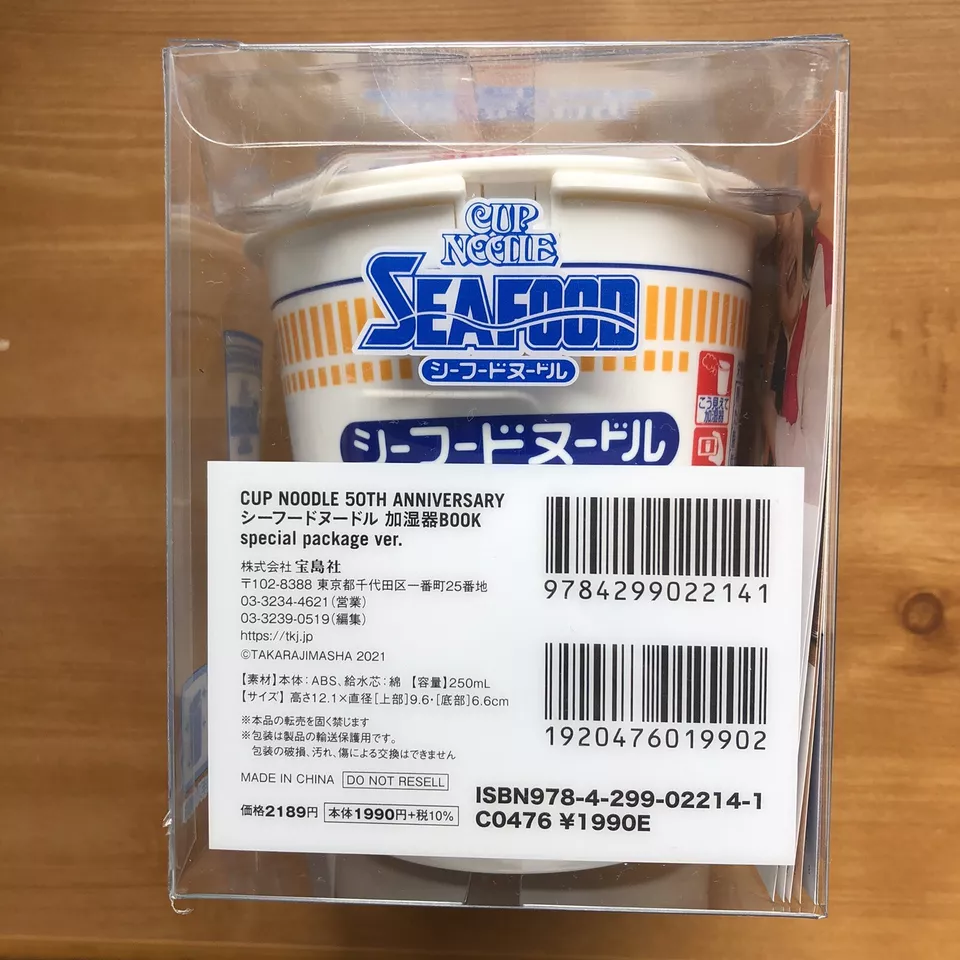 CUP
NOODLE
SEAFOOD
シーフードヌードル
こう見えて
加湿器
シーフードヌードル
CUP NOODLE 50TH ANNIVERSARY
シーフードヌードル 加湿器BOOK
special package ver.
株式会社 宝島社
〒102-8388 東京都千代田区一番町25番地
03-3234-4621(営業)
03-3239-0519(編集)
https://tkj.jp
©TAKARAJIMASHA 2021
【素材】本体:ABS、給水芯:綿 【容量】250mL
【サイズ】高さ12.1×直径[上部]9.6・[底部]6.6cm
※本品の転売を固く禁じます
※包装は製品の輸送保護用です。
包装の破損、汚れ、傷による交換はできません
MADE IN CHINA DO NOT RESELL
価格2189円 本体1990円+税10%
9784299022141
1920476019902
ISBN978-4-299-02214-1
C0476 ¥1990E